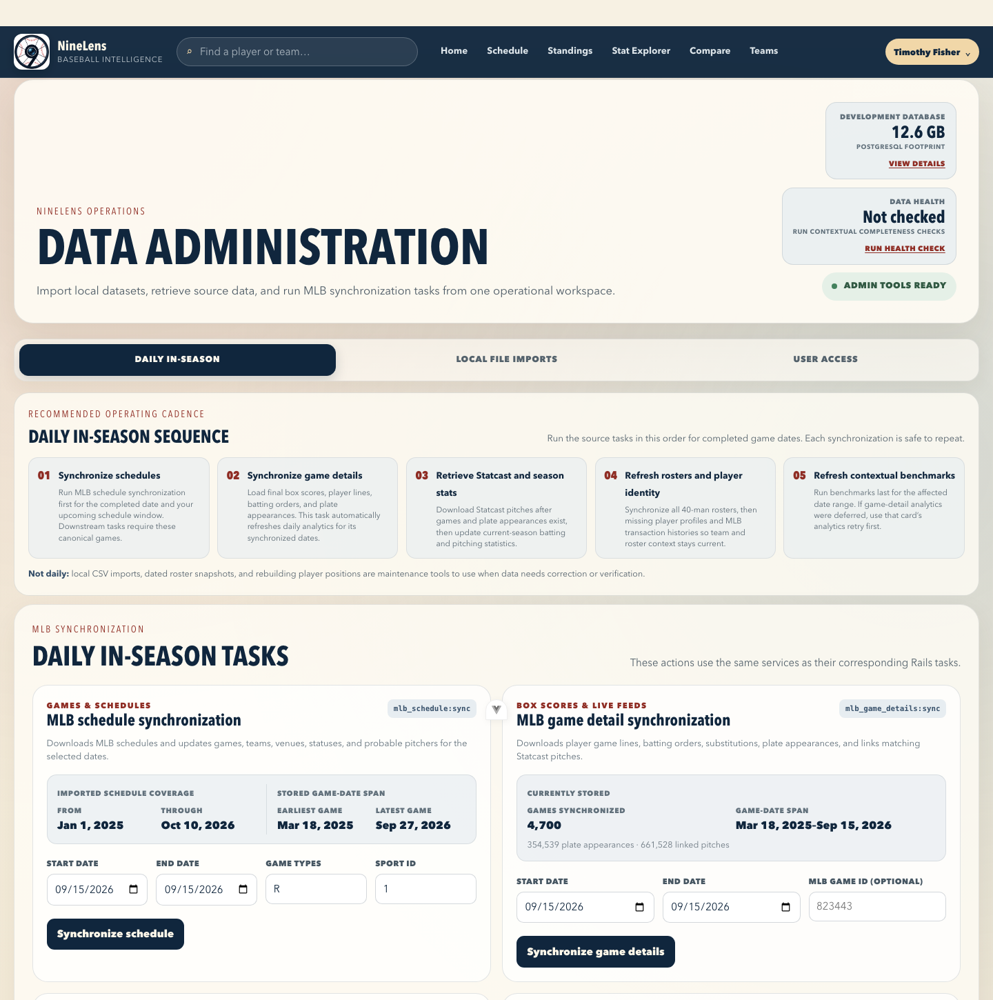 NineLens
BASEBALL INTELLIGENCE
Find a player or team...
Home
Schedule
Standings
Stat Explorer
Compare
Teams
Timothy Fisher
DEVELOPMENT DATABASE
12.6 GB
POSTGRESQL FOOTPRINT
VIEW DETAILS
DATA HEALTH
Not checked
RUN CONTEXTUAL COMPLETENESS CHECKS
RUN HEALTH CHECK
ADMIN TOOLS READY
NINELENS OPERATIONS
DATA ADMINISTRATION
Import local datasets, retrieve source data, and run MLB synchronization tasks from one operational workspace.
DAILY IN-SEASON
LOCAL FILE IMPORTS
USER ACCESS
RECOMMENDED OPERATING CADENCE
DAILY IN-SEASON SEQUENCE
Run the source tasks in this order for completed game dates. Each synchronization is safe to repeat.
01 Synchronize schedules
Run MLB schedule synchronization
first for the completed date and your
upcoming schedule window.
Downstream tasks require these
canonical games.
02 Synchronize game details
Load final box scores, player lines,
batting orders, and plate
appearances. This task automatically
refreshes daily analytics for its
synchronized dates.
03 Retrieve Statcast and season
stats
Download Statcast pitches after
games and plate appearances exist,
then update current-season batting
and pitching statistics.
04 Refresh rosters and player
identity
Synchronize all 40-man rosters, then
missing player profiles and MLB
transaction histories so team and
roster context stays current.
05 Refresh contextual benchmarks
Run benchmarks last for the affected
date range. If game-detail analytics
were deferred, use that card's
analytics retry first.
Not daily: local CSV imports, dated roster snapshots, and rebuilding player positions are maintenance tools to use when data needs correction or verification.
MLB SYNCHRONIZATION
DAILY IN-SEASON TASKS
These actions use the same services as their corresponding Rails tasks.
GAMES & SCHEDULES
MLB schedule synchronization
mlb_schedule:sync
Downloads MLB schedules and updates games, teams, venues, statuses, and probable pitchers for the
selected dates.
IMPORTED SCHEDULE COVERAGE
FROM
Jan 1, 2025
THROUGH
Oct 10, 2026
STORED GAME-DATE SPAN
EARLIEST GAME
Mar 18, 2025
LATEST GAME
Sep 27, 2026
START DATE
09/15/2026
END DATE
09/15/2026
GAME TYPES
R
SPORT ID
1
Synchronize schedule
BOX SCORES & LIVE FEEDS
MLB game detail synchronization
mlb_game_details:sync
Downloads player game lines, batting orders, substitutions, plate appearances, and links matching
Statcast pitches.
CURRENTLY STORED
GAMES SYNCHRONIZED
4,700
GAME-DATE SPAN
Mar 18, 2025–Sep 15, 2026
354,539 plate appearances · 661,528 linked pitches
START DATE
09/15/2026
END DATE
09/15/2026
MLB GAME ID (OPTIONAL)
823443
Synchronize game details